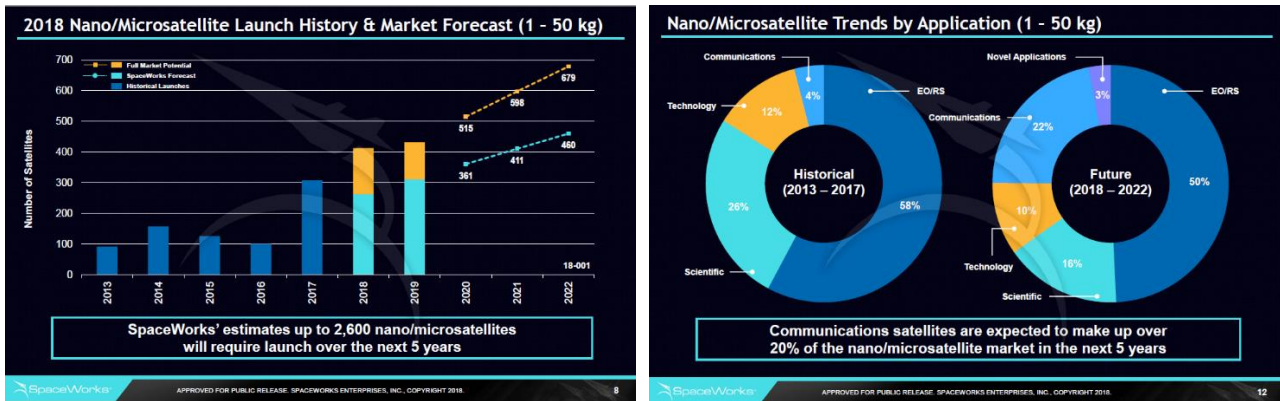 2018 Nano/Microsatellite Launch History & Market Forecast (1 – 50 kg)
700
600
500
400
300
200
100
0
Number of Satellites
Full Market Potential
SpaceWorks Forecast
Historical Launches
515
598
679
361
411
460
2013
2014
2015
2016
2017
2018
2019
2020
2021
2022
18-001
SpaceWorks' estimates up to 2,600 nano/microsatellites
will require launch over the next 5 years
SpaceWorks
APPROVED FOR PUBLIC RELEASE. SPACEWORKS ENTERPRISES, INC., COPYRIGHT 2018.
8
Nano/Microsatellite Trends by Application (1 – 50 kg)
Communications
4%
EO/RS
Technology
12%
Historical
(2013 – 2017)
26%
58%
Scientific
Novel Applications
3%
EO/RS
Communications
22%
Future
(2018 – 2022)
50%
10%
Technology
16%
Scientific
Communications satellites are expected to make up over
20% of the nano/microsatellite market in the next 5 years
SpaceWorks
APPROVED FOR PUBLIC RELEASE. SPACEWORKS ENTERPRISES, INC., COPYRIGHT 2018.
12